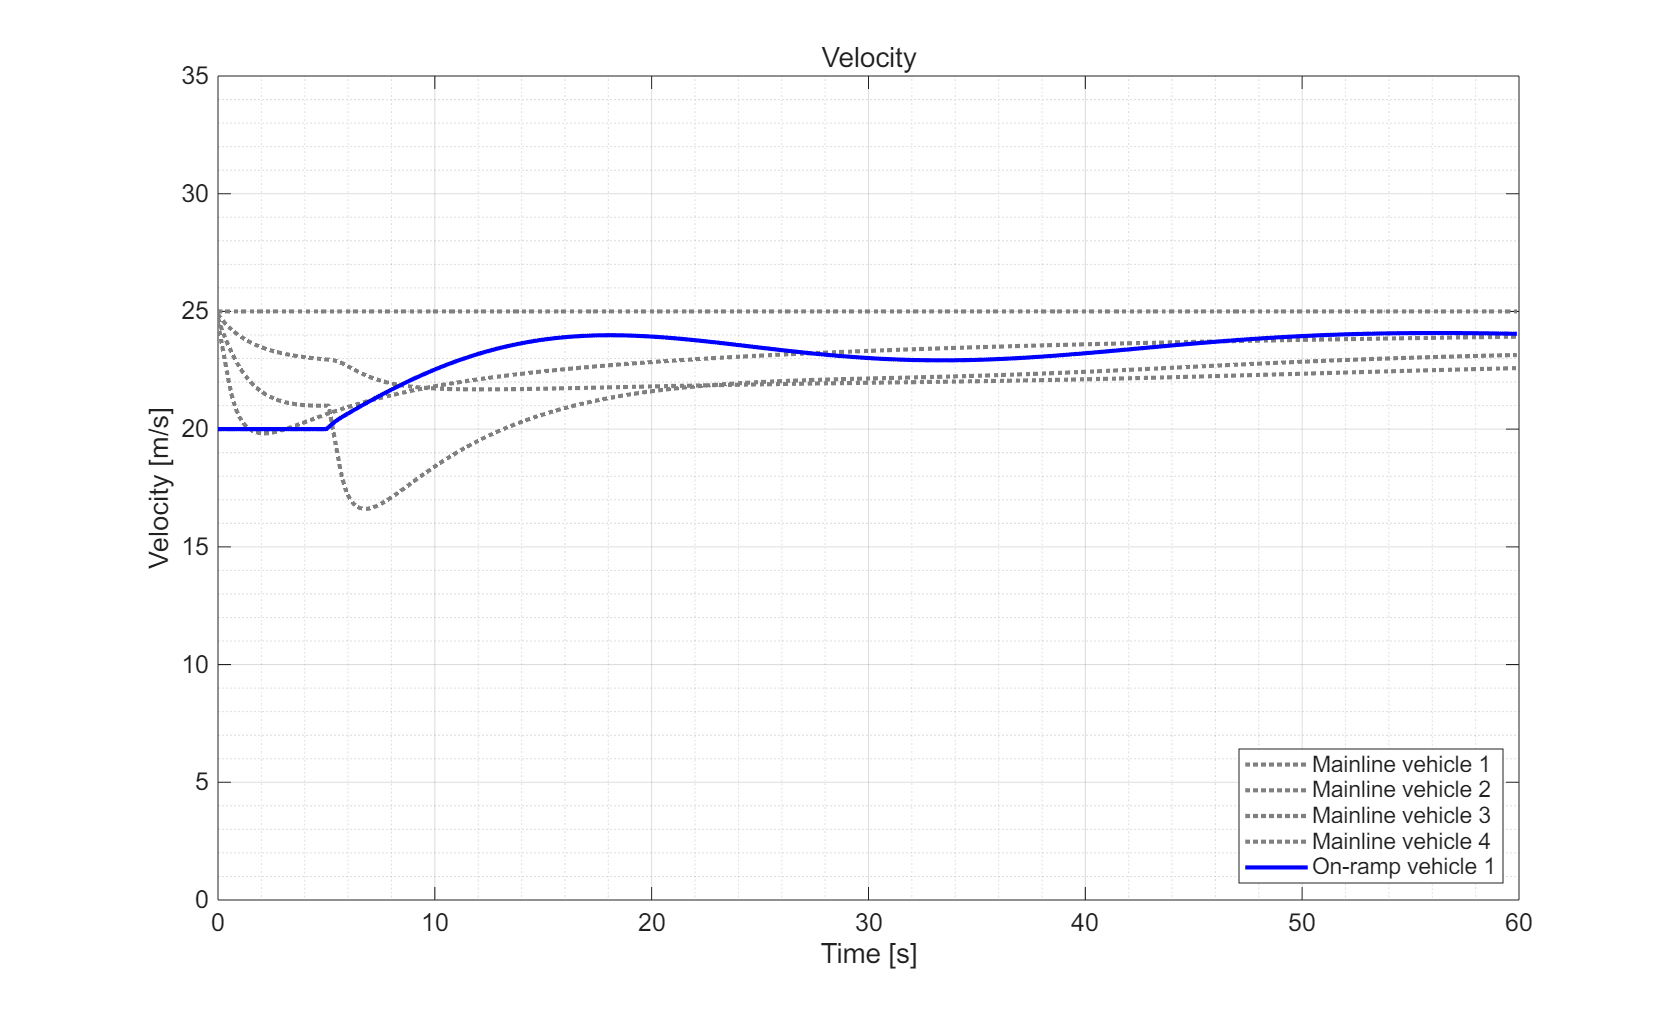 Velocity
35
30
25
20
15
10
5
0
Velocity [m/s]
0 10 20 30 40 50 60
Time [s]
Mainline vehicle 1
Mainline vehicle 2
Mainline vehicle 3
Mainline vehicle 4
On-ramp vehicle 1